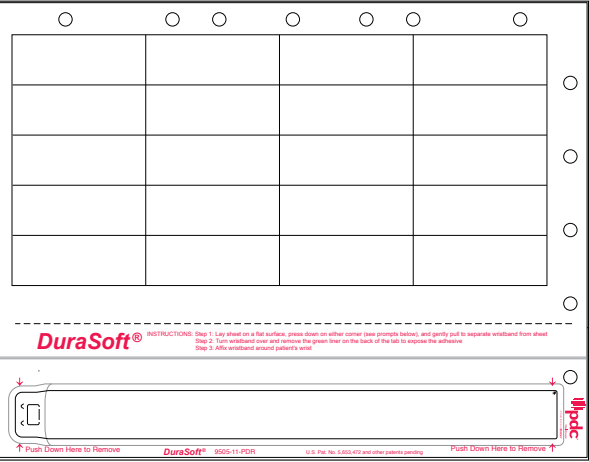 DuraSoft®
INSTRUCTIONS: Step 1: Lay sheet on a flat surface, press down on either corner (see prompts below), and gently pull to separate wristband from sheet
Step 2: Turn wristband over and remove the green liner on the back of the tab to expose the adhesive
Step 3: Affix wristband around patient's wrist
pdc
Push Down Here to Remove
DuraSoft® 9505-11-PDR
U.S. Pat. No. 5,653,472 and other patents pending
Push Down Here to Remove